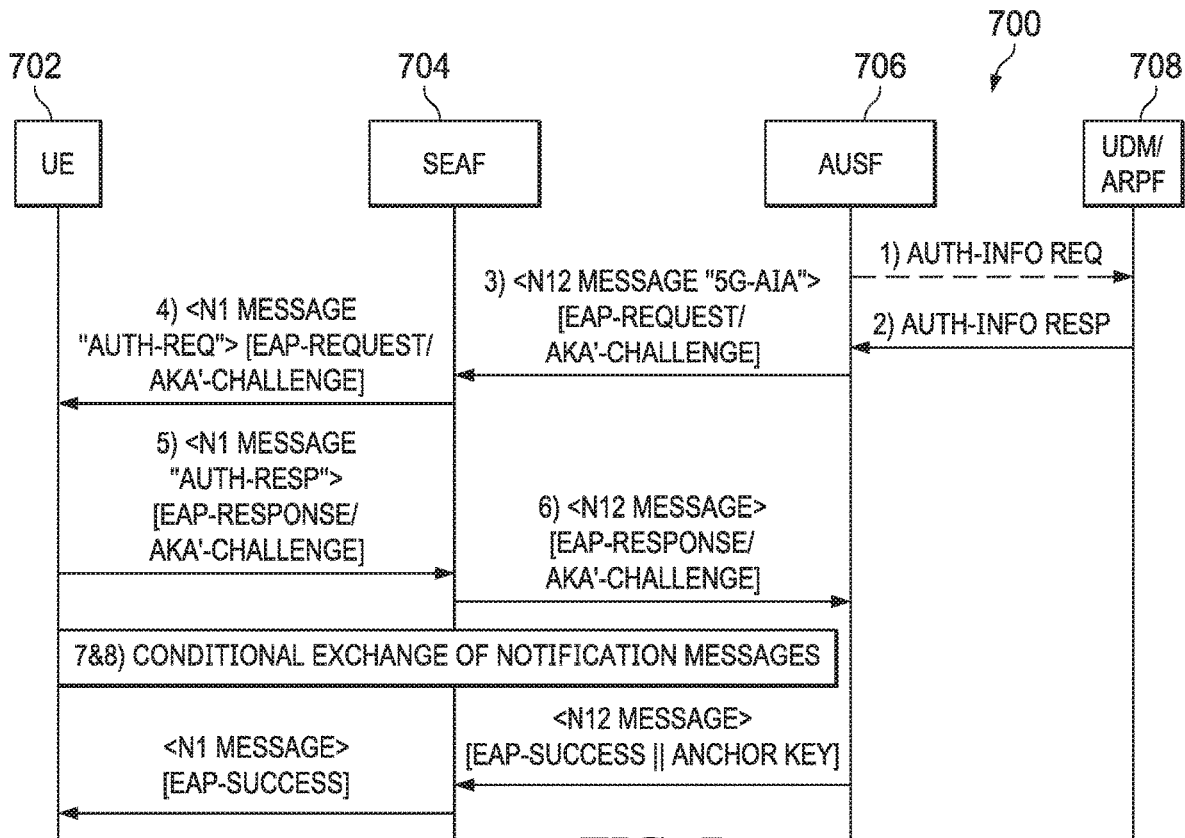 700
702
704
706
708
UE
SEAF
AUSF
UDM/
ARPF
1) AUTH-INFO REQ
2) AUTH-INFO RESP
3) <N12 MESSAGE "5G-AIA">
[EAP-REQUEST/
AKA'-CHALLENGE]
4) <N1 MESSAGE
"AUTH-REQ"> [EAP-REQUEST/
AKA'-CHALLENGE]
5) <N1 MESSAGE
"AUTH-RESP">
[EAP-RESPONSE/
AKA'-CHALLENGE]
6) <N12 MESSAGE>
[EAP-RESPONSE/
AKA'-CHALLENGE]
7&8) CONDITIONAL EXCHANGE OF NOTIFICATION MESSAGES
<N12 MESSAGE>
[EAP-SUCCESS || ANCHOR KEY]
<N1 MESSAGE>
[EAP-SUCCESS]